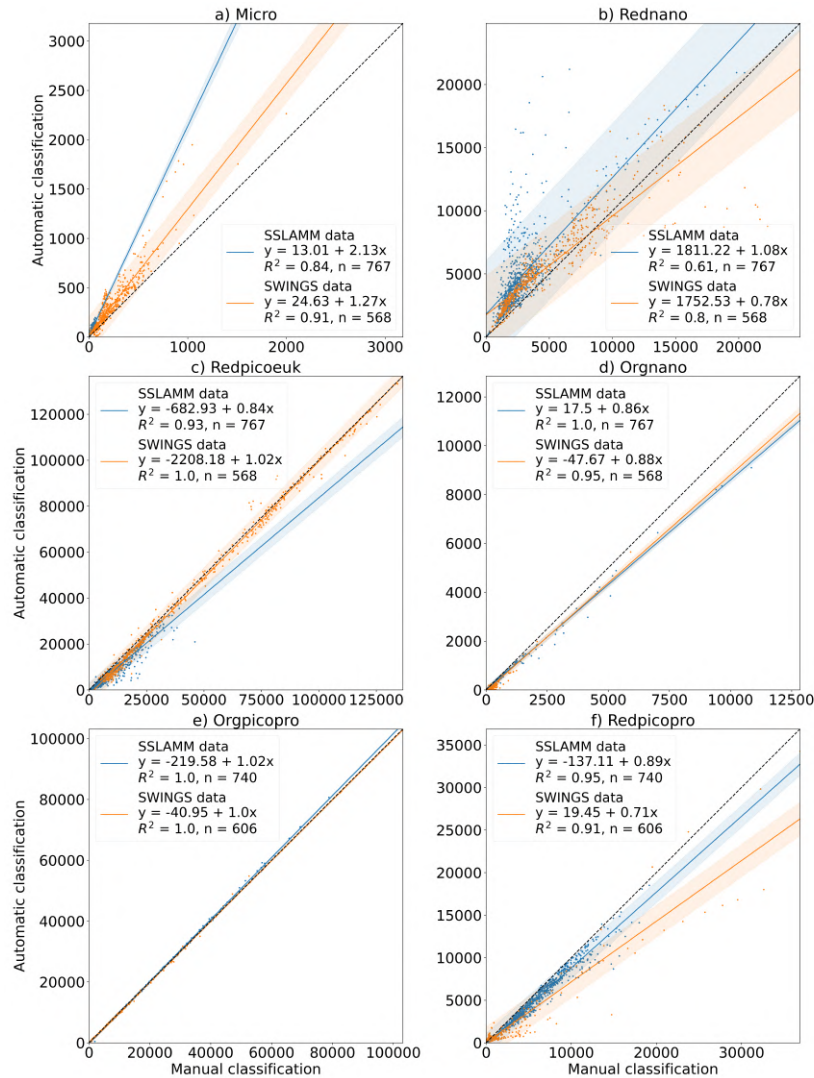 a) Micro
3000
2500
2000
1500
1000
500
0
0 1000 2000 3000
Automatic classification
SSLAMM data
y = 13.01 + 2.13x
R² = 0.84, n = 767
SWINGS data
y = 24.63 + 1.27x
R² = 0.91, n = 568
b) Rednano
20000
15000
10000
5000
0
0 5000 10000 15000 20000
SSLAMM data
y = 1811.22 + 1.08x
R² = 0.61, n = 767
SWINGS data
y = 1752.53 + 0.78x
R² = 0.8, n = 568
c) Redpicoeuk
120000
100000
80000
60000
40000
20000
0
0 25000 50000 75000 100000 125000
Automatic classification
SSLAMM data
y = -682.93 + 0.84x
R² = 0.93, n = 767
SWINGS data
y = -2208.18 + 1.02x
R² = 1.0, n = 568
d) Orgnano
12000
10000
8000
6000
4000
2000
0
0 2500 5000 7500 10000 12500
SSLAMM data
y = 17.5 + 0.86x
R² = 1.0, n = 767
SWINGS data
y = -47.67 + 0.88x
R² = 0.95, n = 568
e) Orgpicopro
100000
80000
60000
40000
20000
0
0 20000 40000 60000 80000 100000
Automatic classification
Manual classification
SSLAMM data
y = -219.58 + 1.02x
R² = 1.0, n = 740
SWINGS data
y = -40.95 + 1.0x
R² = 1.0, n = 606
f) Redpicopro
35000
30000
25000
20000
15000
10000
5000
0
0 10000 20000 30000
Manual classification
SSLAMM data
y = -137.11 + 0.89x
R² = 0.95, n = 740
SWINGS data
y = 19.45 + 0.71x
R² = 0.91, n = 606